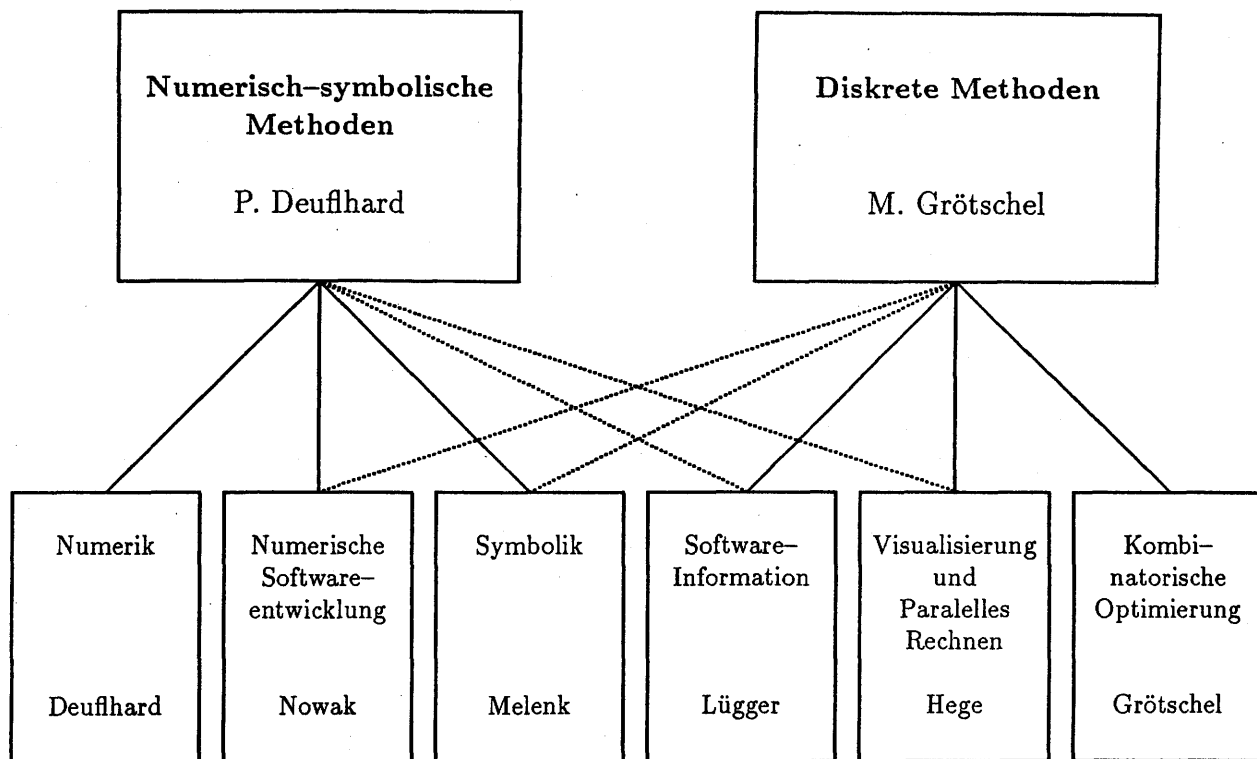 Numerisch–symbolische
Methoden
P. Deuflhard
Diskrete Methoden
M. Grötschel
Numerik
Deuflhard
Numerische
Software–
entwicklung
Nowak
Symbolik
Melenk
Software–
Information
Lügger
Visualisierung
und
Paralelles
Rechnen
Hege
Kombi–
natorische
Optimierung
Grötschel